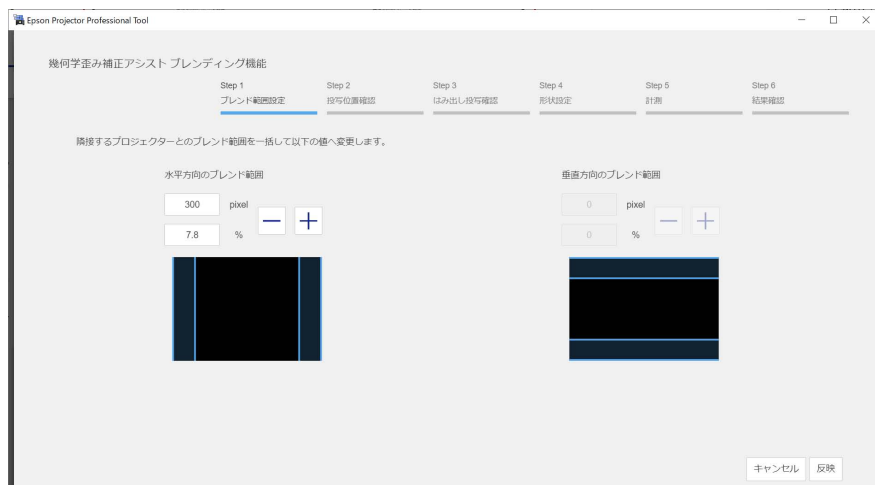 Epson Projector Professional Tool
幾何学歪み補正アシスト ブレンディング機能
Step 1
Step 2
Step 3
Step 4
Step 5
Step 6
ブレンド範囲設定
投写位置確認
はみ出し投写確認
形状設定
計測
結果確認
隣接するプロジェクターとのブレンド範囲を一括して以下の値へ変更します。
水平方向のブレンド範囲
300 pixel
7.8 %
垂直方向のブレンド範囲
0 pixel
0 %
キャンセル
反映